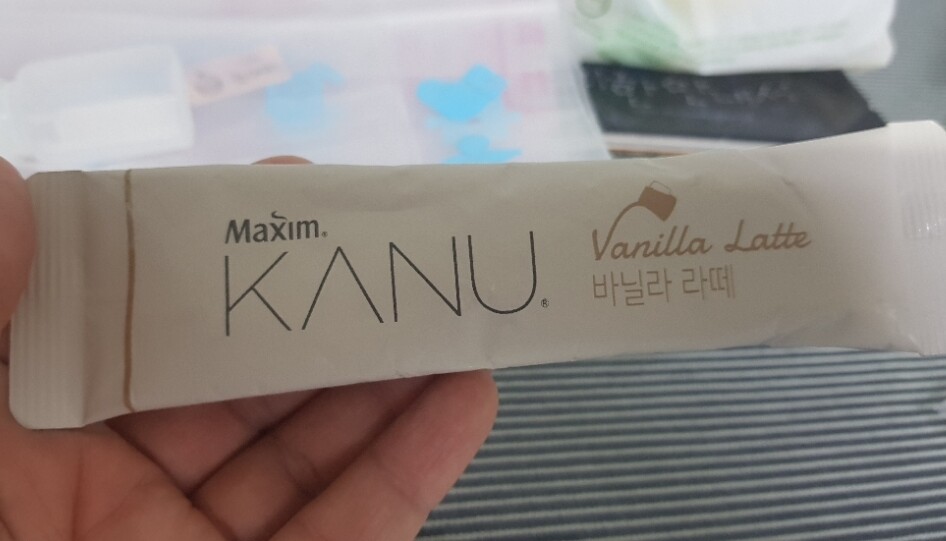 Maxim®
KANU®
Vanilla Latte
바닐라 라떼